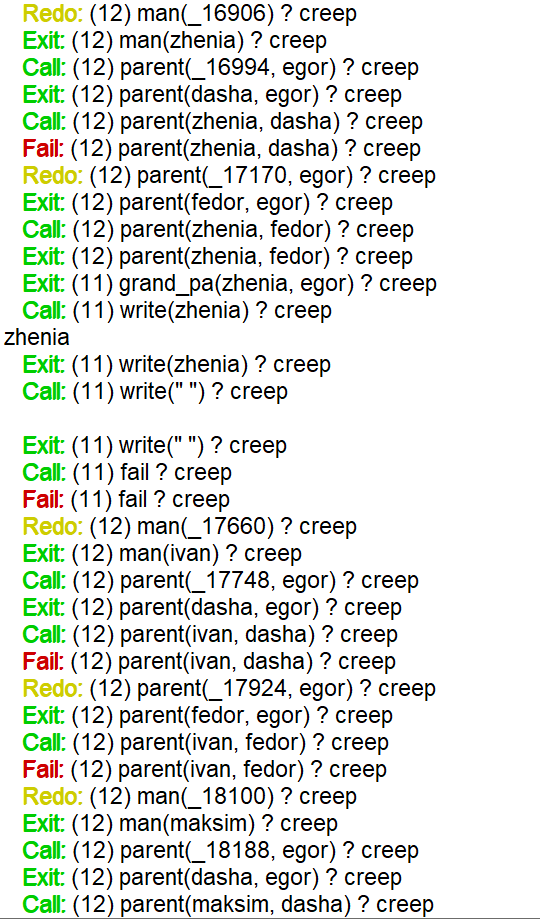 Redo: (12) man(_16906) ? creep
Exit: (12) man(zhenia) ? creep
Call: (12) parent(_16994, egor) ? creep
Exit: (12) parent(dasha, egor) ? creep
Call: (12) parent(zhenia, dasha) ? creep
Fail: (12) parent(zhenia, dasha) ? creep
Redo: (12) parent(_17170, egor) ? creep
Exit: (12) parent(fedor, egor) ? creep
Call: (12) parent(zhenia, fedor) ? creep
Exit: (12) parent(zhenia, fedor) ? creep
Exit: (11) grand_pa(zhenia, egor) ? creep
Call: (11) write(zhenia) ? creep
zhenia
Exit: (11) write(zhenia) ? creep
Call: (11) write(" ") ? creep
Exit: (11) write(" ") ? creep
Call: (11) fail ? creep
Fail: (11) fail ? creep
Redo: (12) man(_17660) ? creep
Exit: (12) man(ivan) ? creep
Call: (12) parent(_17748, egor) ? creep
Exit: (12) parent(dasha, egor) ? creep
Call: (12) parent(ivan, dasha) ? creep
Fail: (12) parent(ivan, dasha) ? creep
Redo: (12) parent(_17924, egor) ? creep
Exit: (12) parent(fedor, egor) ? creep
Call: (12) parent(ivan, fedor) ? creep
Fail: (12) parent(ivan, fedor) ? creep
Redo: (12) man(_18100) ? creep
Exit: (12) man(maksim) ? creep
Call: (12) parent(_18188, egor) ? creep
Exit: (12) parent(dasha, egor) ? creep
Call: (12) parent(maksim, dasha) ? creep